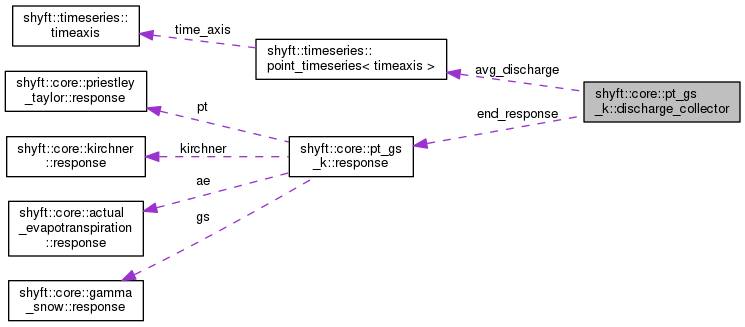 shyft::timeseries::
timeaxis
time_axis
shyft::timeseries::
point_timeseries< timeaxis >
avg_discharge
shyft::core::pt_gs
_k::discharge_collector
end_response
shyft::core::priestley
_taylor::response
pt
shyft::core::kirchner
::response
kirchner
shyft::core::pt_gs
_k::response
ae
shyft::core::actual
_evapotranspiration
::response
gs
shyft::core::gamma
_snow::response